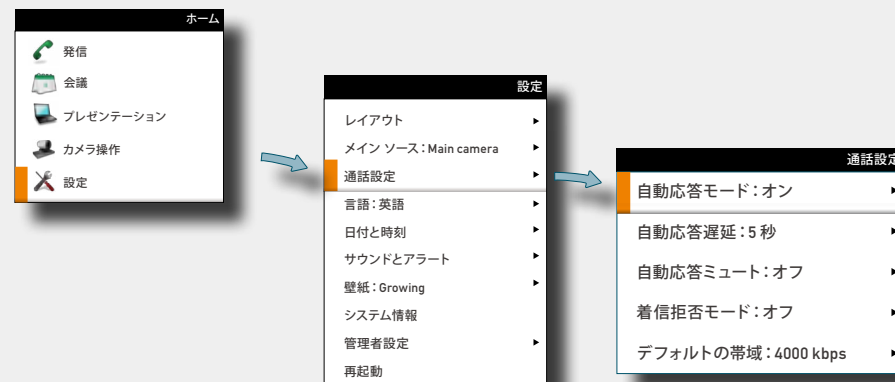 ホーム
発信
会議
プレゼンテーション
カメラ操作
設定
設定
レイアウト
メイン ソース：Main camera
通話設定
言語：英語
日付と時刻
サウンドとアラート
壁紙：Growing
システム情報
管理者設定
再起動
通話設定
自動応答モード：オン
自動応答遅延：5 秒
自動応答ミュート：オフ
着信拒否モード：オフ
デフォルトの帯域：4000 kbps